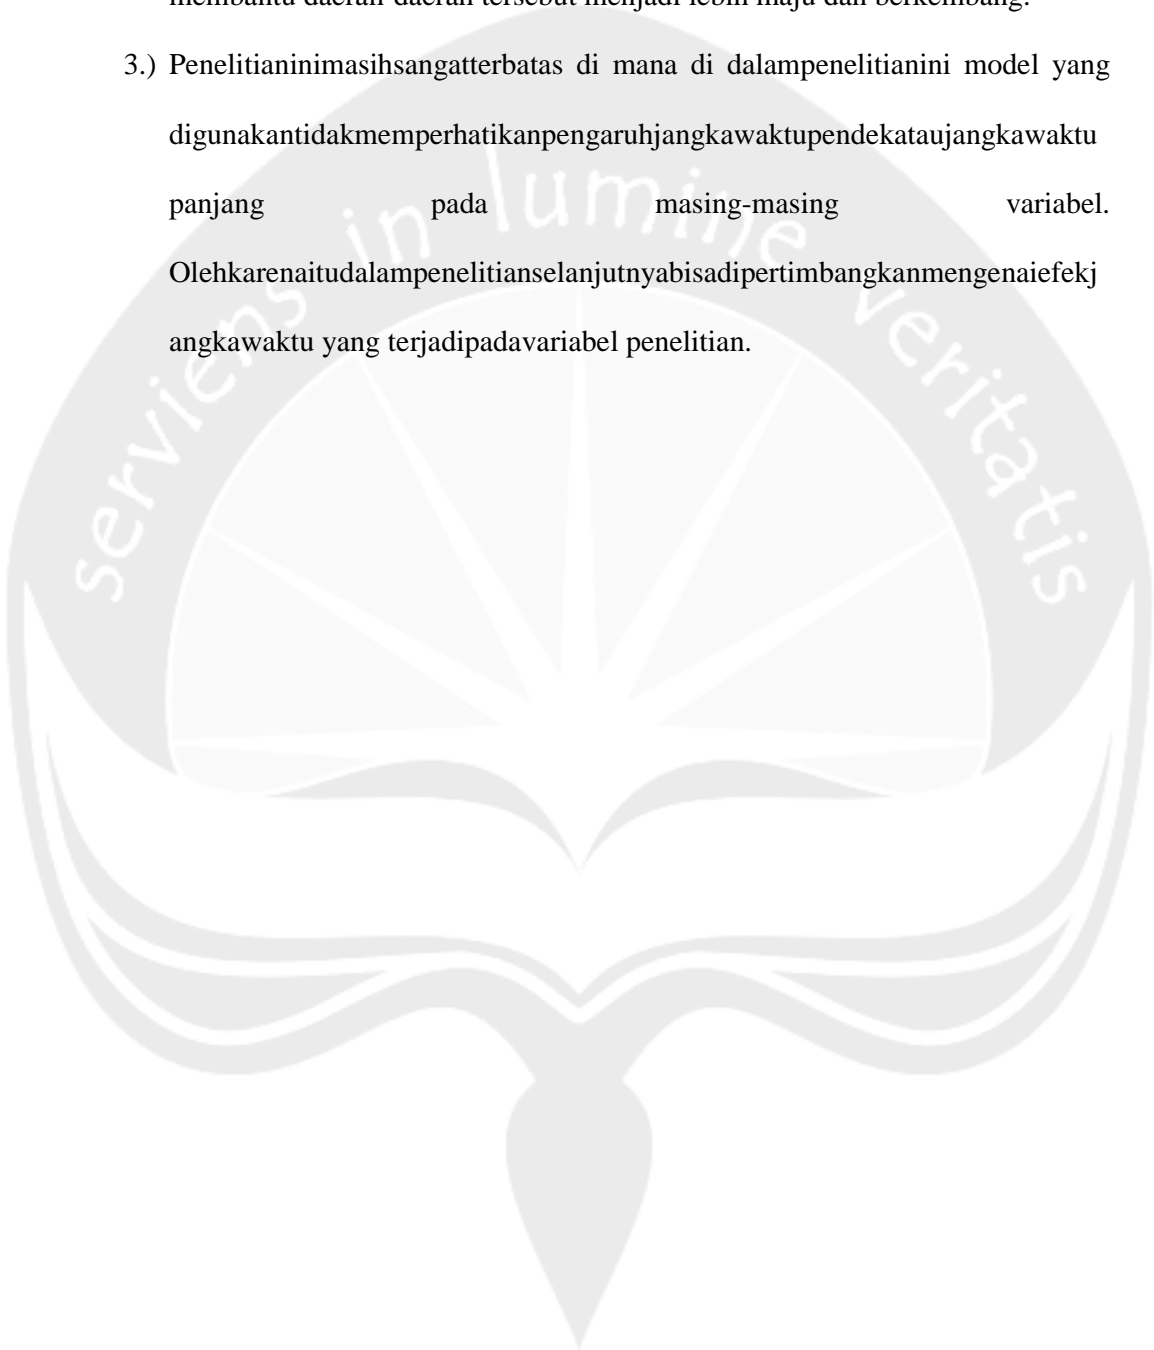 membantu daerah-daerah tersebut menjadi lebih maju dan berkembang.
3.) Penelitianinimasihsangatterbatas di mana di dalampenelitianini model yang
digunakantidakmemperhatikanpengaruhjangkawaktupendekataujangkawaktu
panjang pada masing-masing variabel.
Olehkarenaitudalampenelitianselanjutnyabisadipertimbangkanmengenaiefekj
angkawaktu yang terjadipadavariabel penelitian.
serviens in lumine veritatis